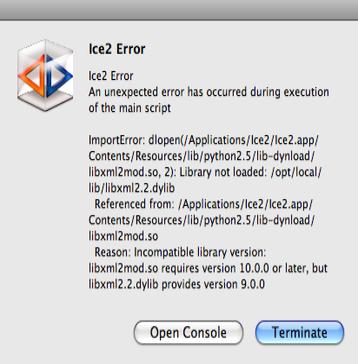 Ice2 Error
Ice2 Error
An unexpected error has occurred during execution
of the main script
ImportError: dlopen(/Applications/Ice2/Ice2.app/
Contents/Resources/lib/python2.5/lib-dynload/
libxml2mod.so, 2): Library not loaded: /opt/local/
lib/libxml2.2.dylib
Referenced from: /Applications/Ice2/Ice2.app/
Contents/Resources/lib/python2.5/lib-dynload/
libxml2mod.so
Reason: Incompatible library version:
libxml2mod.so requires version 10.0.0 or later, but
libxml2.2.dylib provides version 9.0.0
Open Console
Terminate